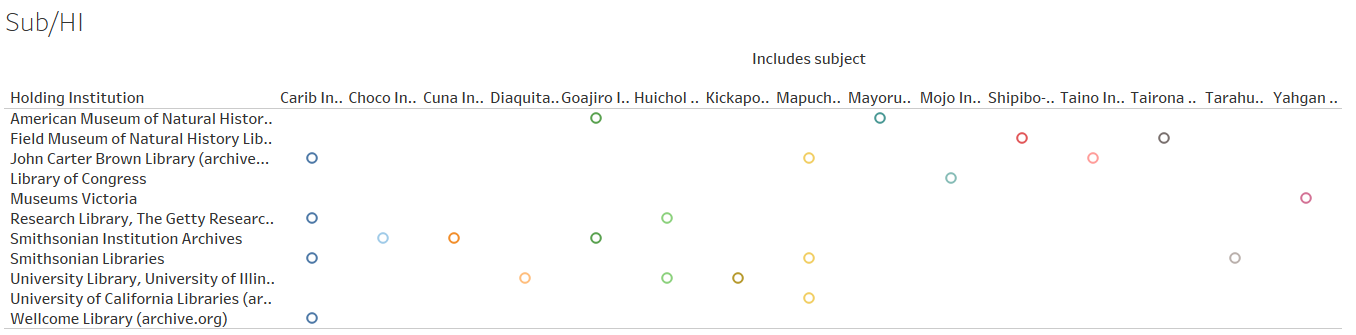 Sub/HI
Includes subject
Holding Institution Carib In.. Choco In.. Cuna In.. Diaquita.. Goajiro I.. Huichol .. Kickapo.. Mapuch.. Mayoru.. Mojo In.. Shipibo-.. Taino In.. Tairona .. Tarahu.. Yahgan ..
American Museum of Natural Histor..
Field Museum of Natural History Lib..
John Carter Brown Library (archive...
Library of Congress
Museums Victoria
Research Library, The Getty Researc..
Smithsonian Institution Archives
Smithsonian Libraries
University Library, University of Illin..
University of California Libraries (ar..
Wellcome Library (archive.org)